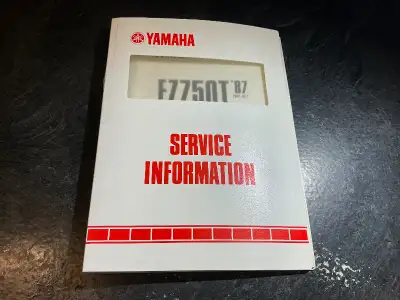 YAMAHA
FZ750T '87
SERVICE
INFORMATION